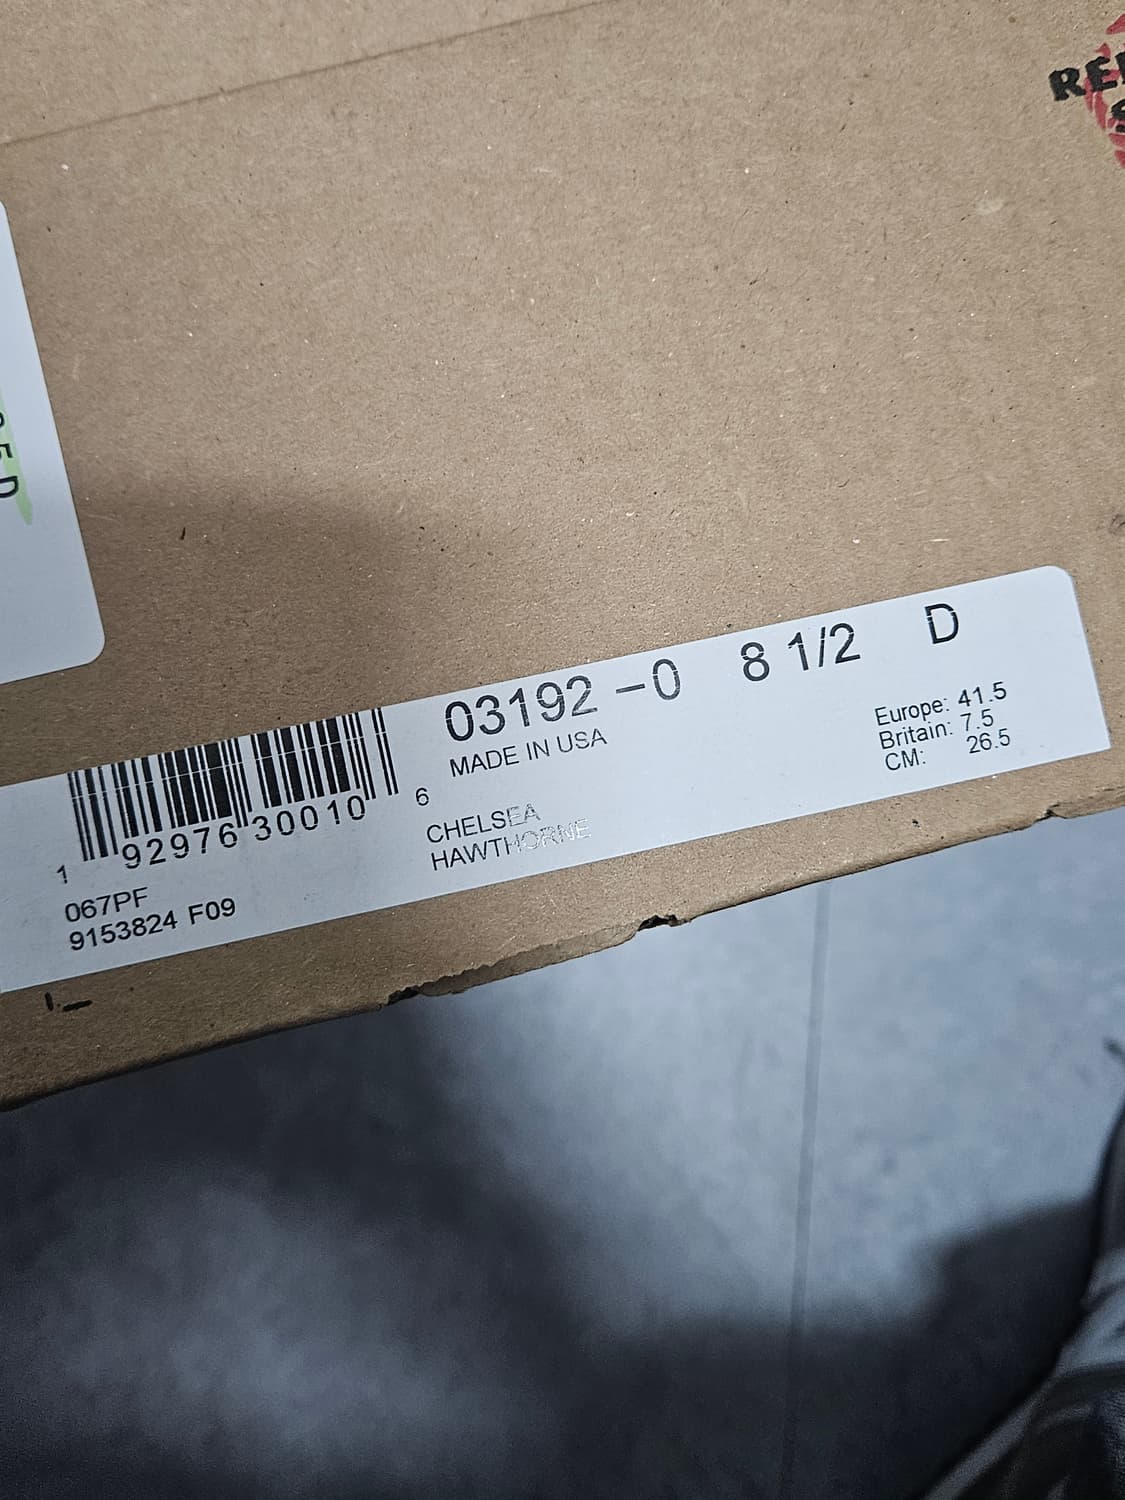 03192 -0 8 1/2 D
MADE IN USA
Europe: 41.5
Britain: 7.5
CM: 26.5
1 92976 30010 6
CHELSEA
HAWTHORNE
067PF
9153824 F09